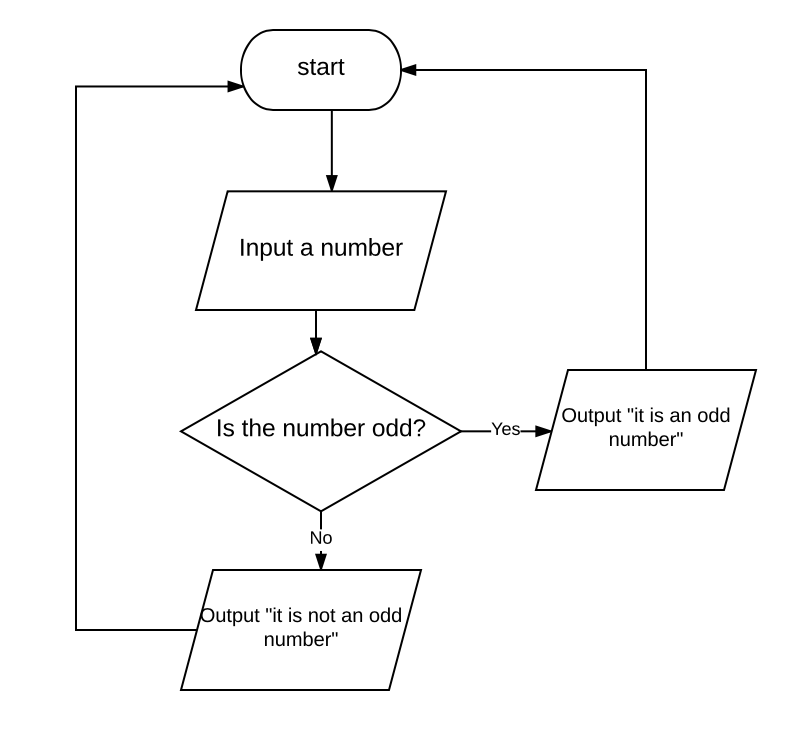 start
Input a number
Is the number odd?
Yes
Output "it is an odd
number"
No
Output "it is not an odd
number"